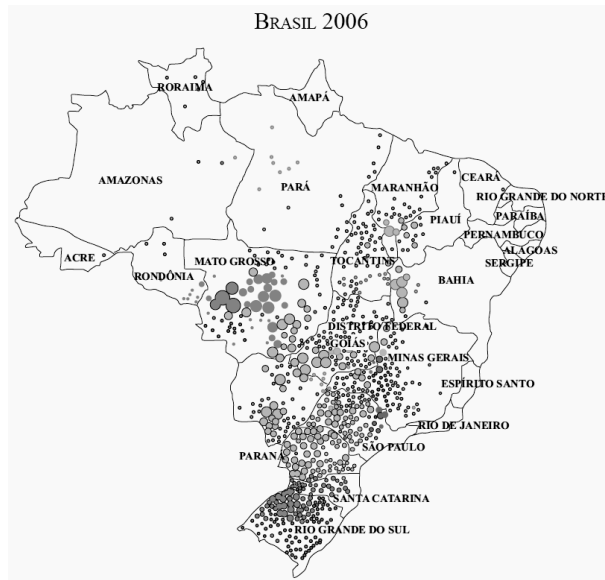 BRASIL 2006
RORAIMA
AMAPÁ
AMAZONAS
PARÁ
MARANHÃO
CEARÁ
RIO GRANDE DO NORTE
PIAUÍ
PARAÍBA
PERNAMBUCO
ALAGOAS
SERGIPE
ACRE
RONDÔNIA
MATO GROSSO
TOCANTINS
BAHIA
DISTRITO FEDERAL
GOIÁS
MINAS GERAIS
ESPÍRITO SANTO
RIO DE JANEIRO
SÃO PAULO
PARANÁ
SANTA CATARINA
RIO GRANDE DO SUL